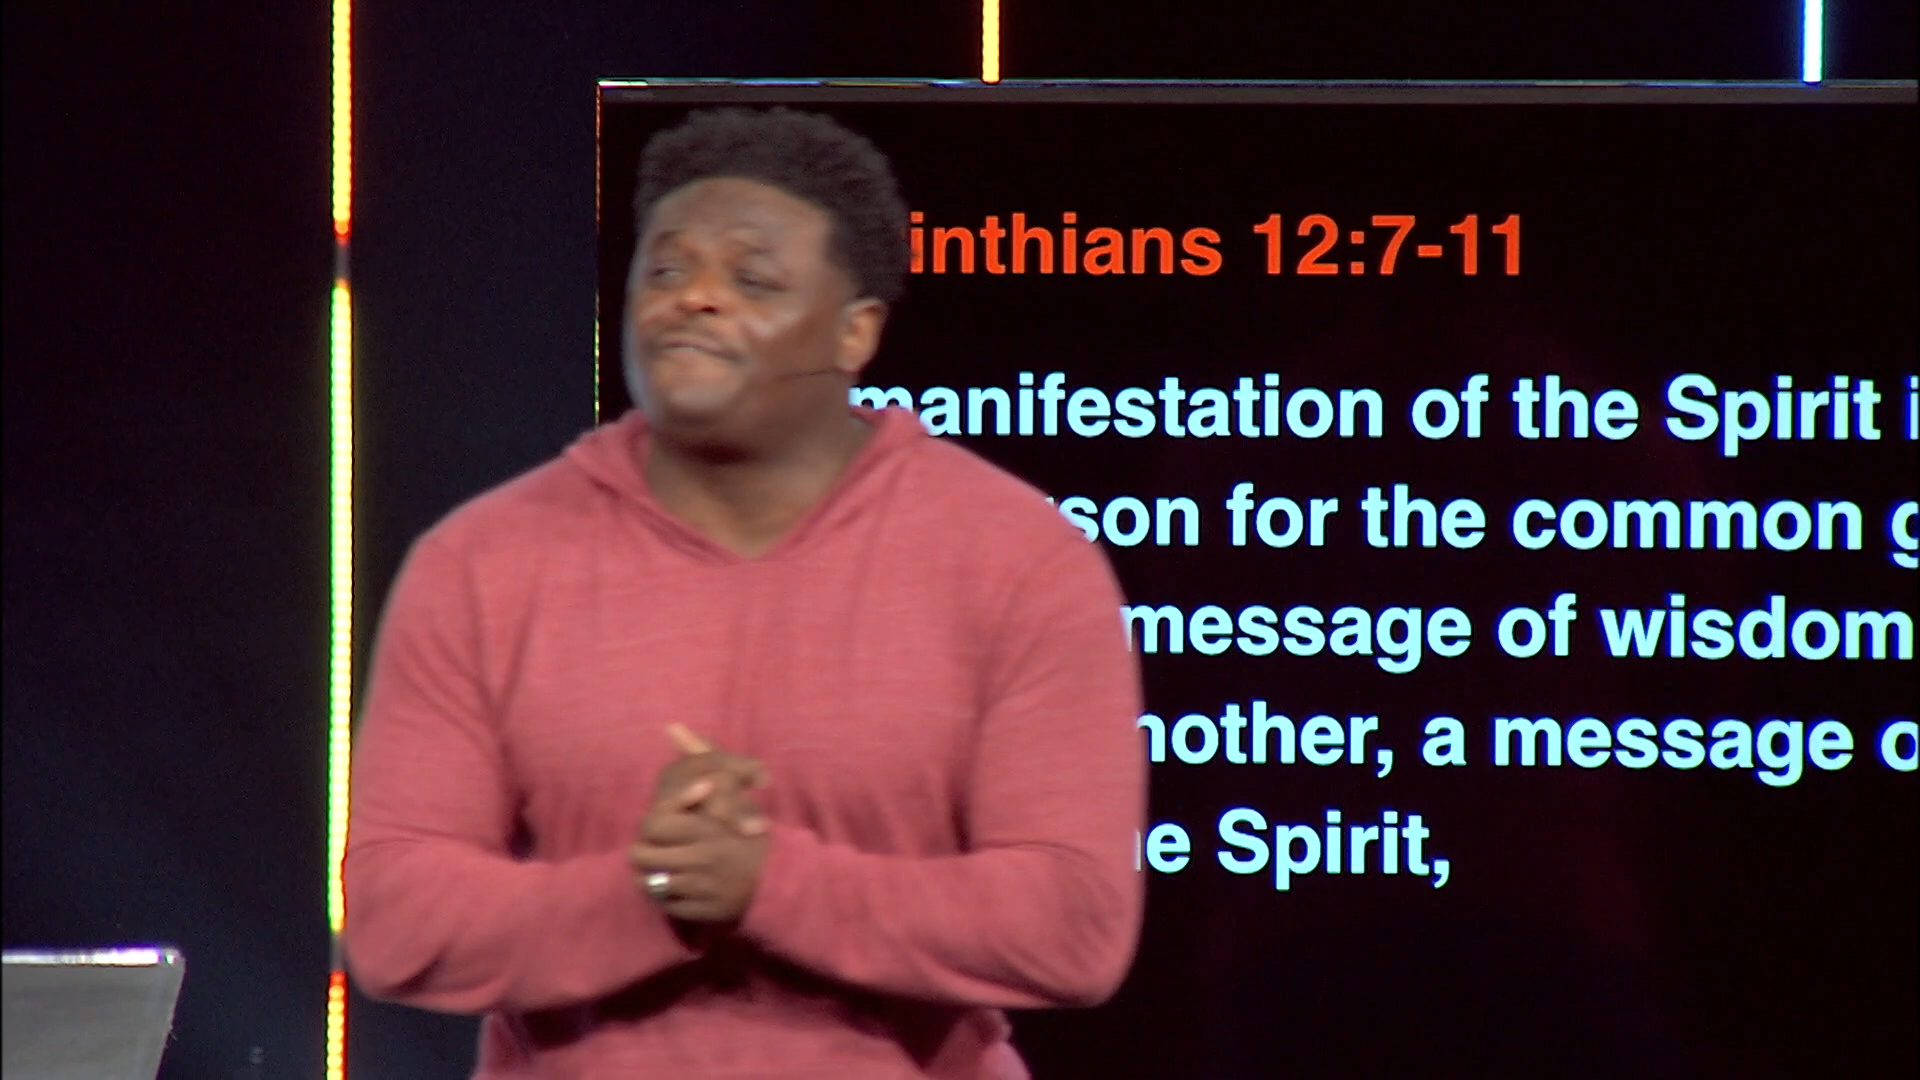 inthians 12:7-11
manifestation of the Spirit i
son for the common g
message of wisdom
nother, a message o
e Spirit,